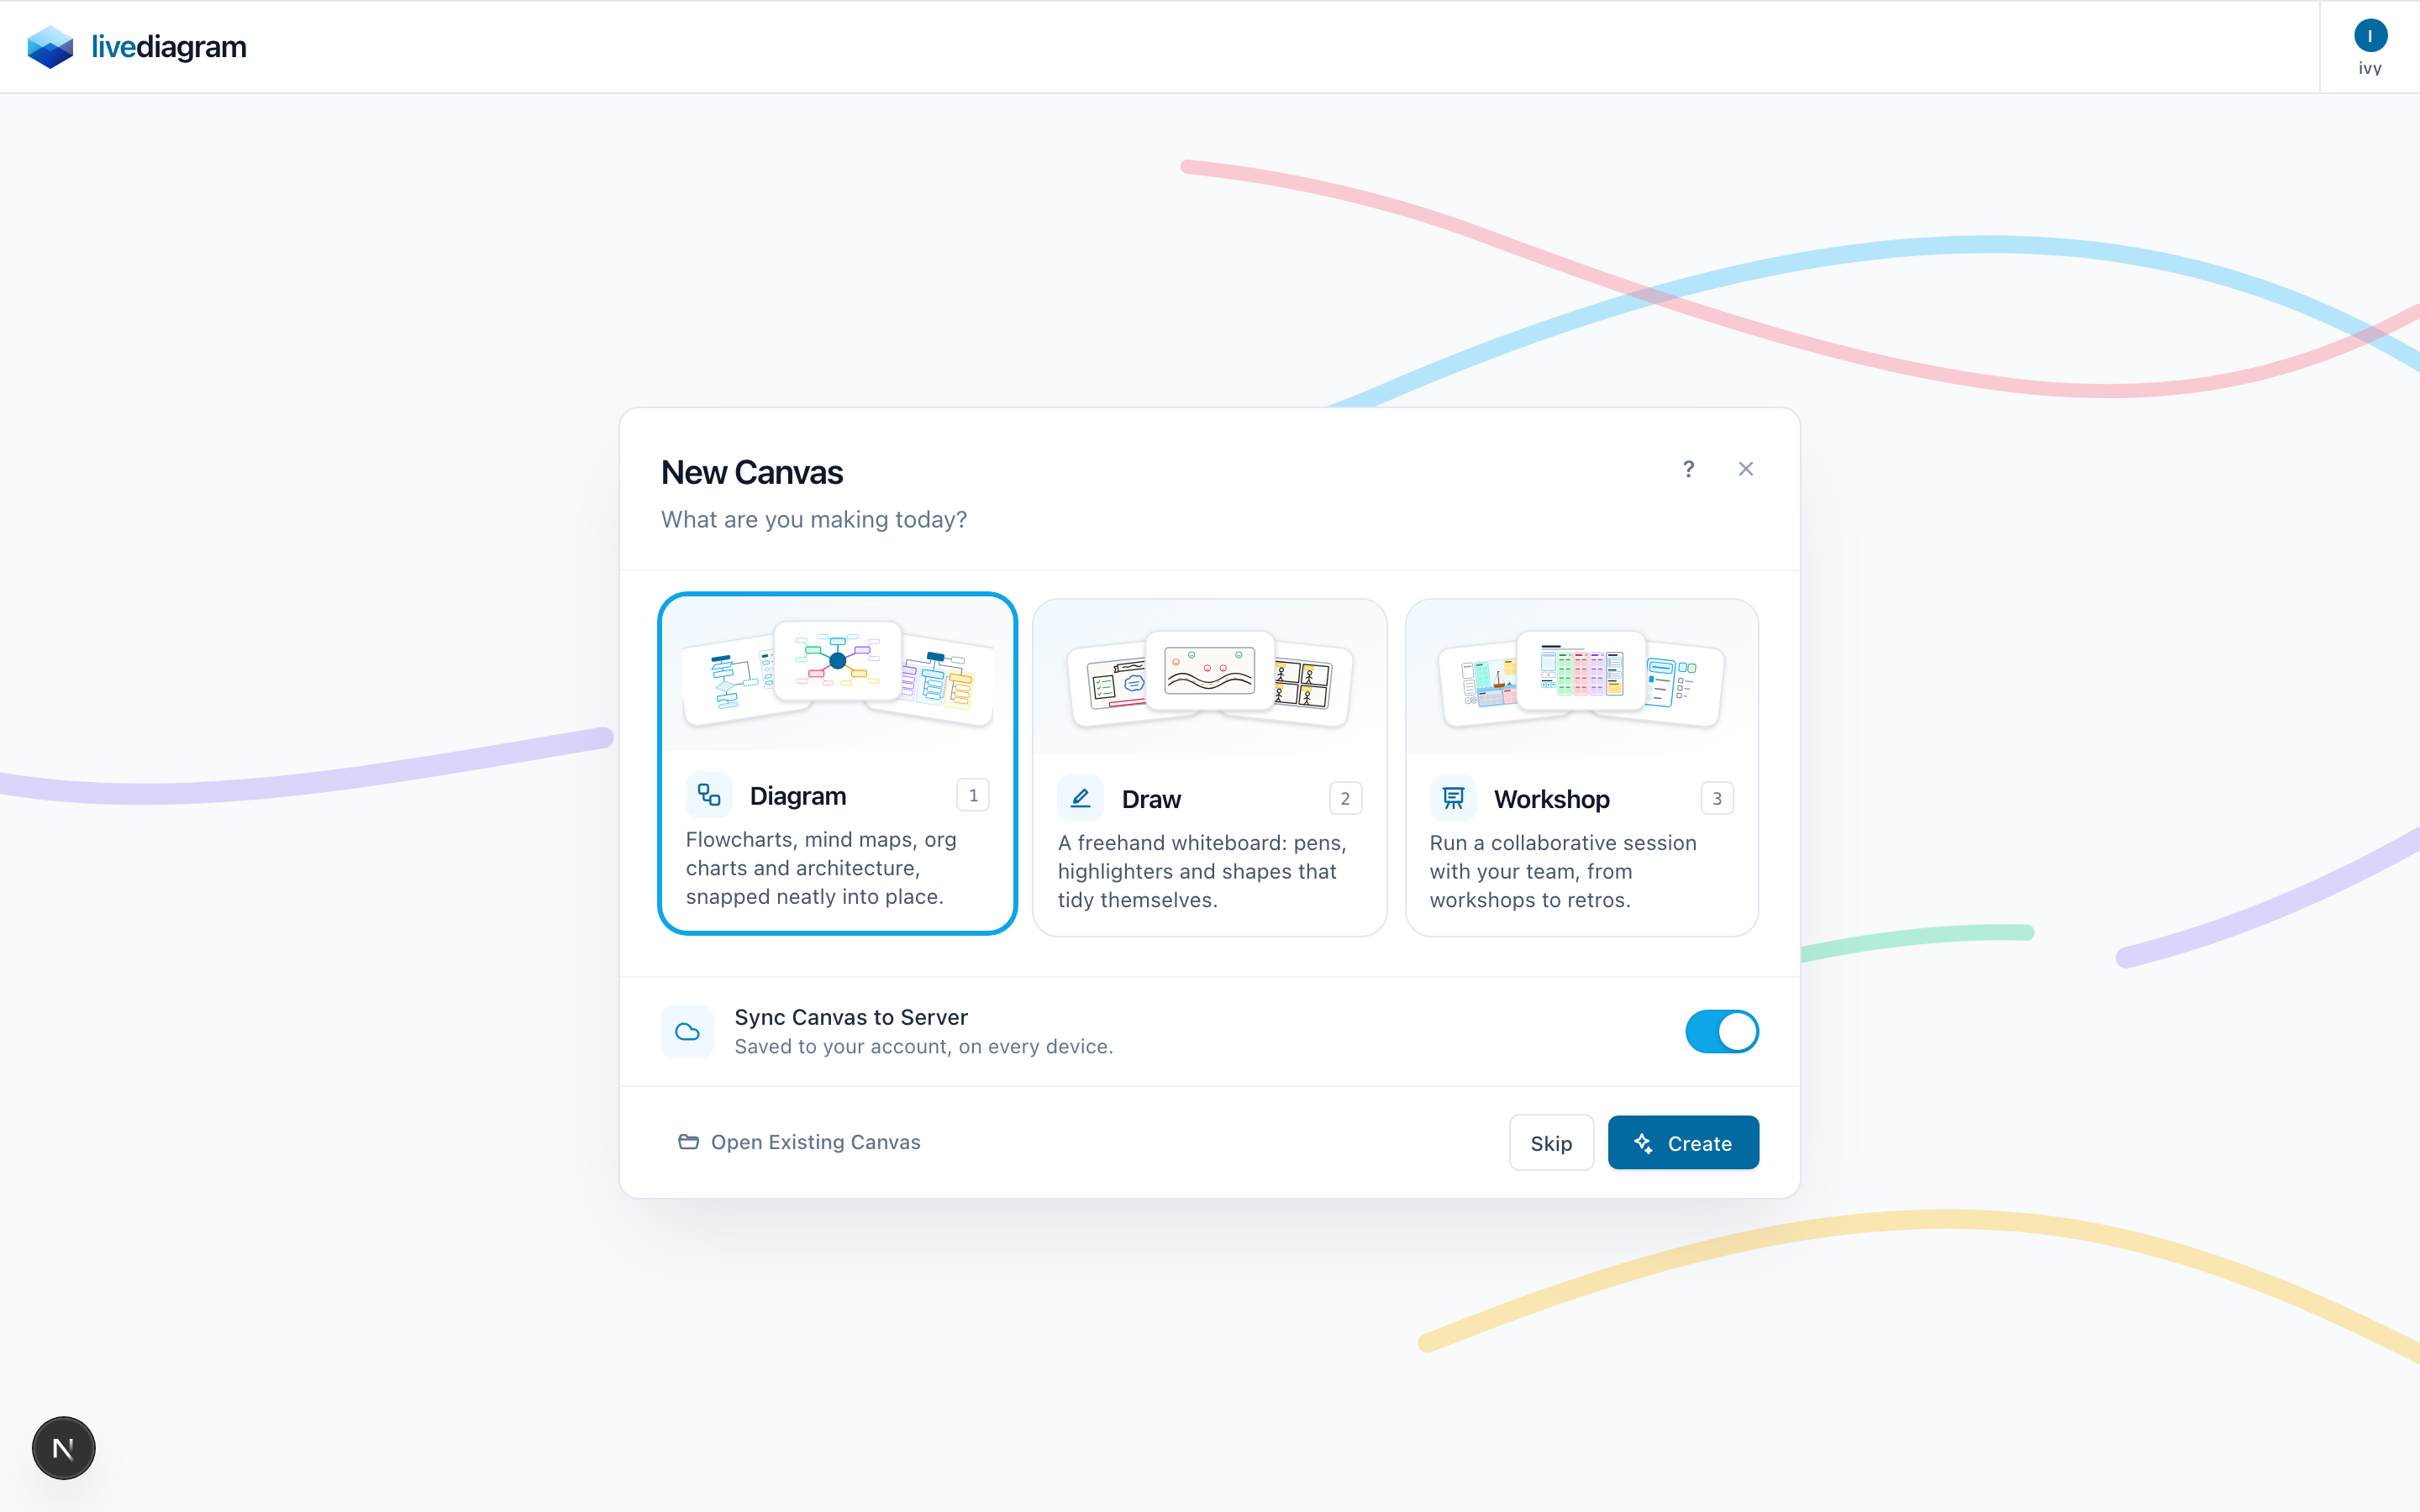 livediagram
I
ivy
New Canvas
?
What are you making today?
Diagram
1
Flowcharts, mind maps, org
charts and architecture,
snapped neatly into place.
Draw
2
A freehand whiteboard: pens,
highlighters and shapes that
tidy themselves.
Workshop
3
Run a collaborative session
with your team, from
workshops to retros.
Sync Canvas to Server
Saved to your account, on every device.
Open Existing Canvas
Skip
Create
N